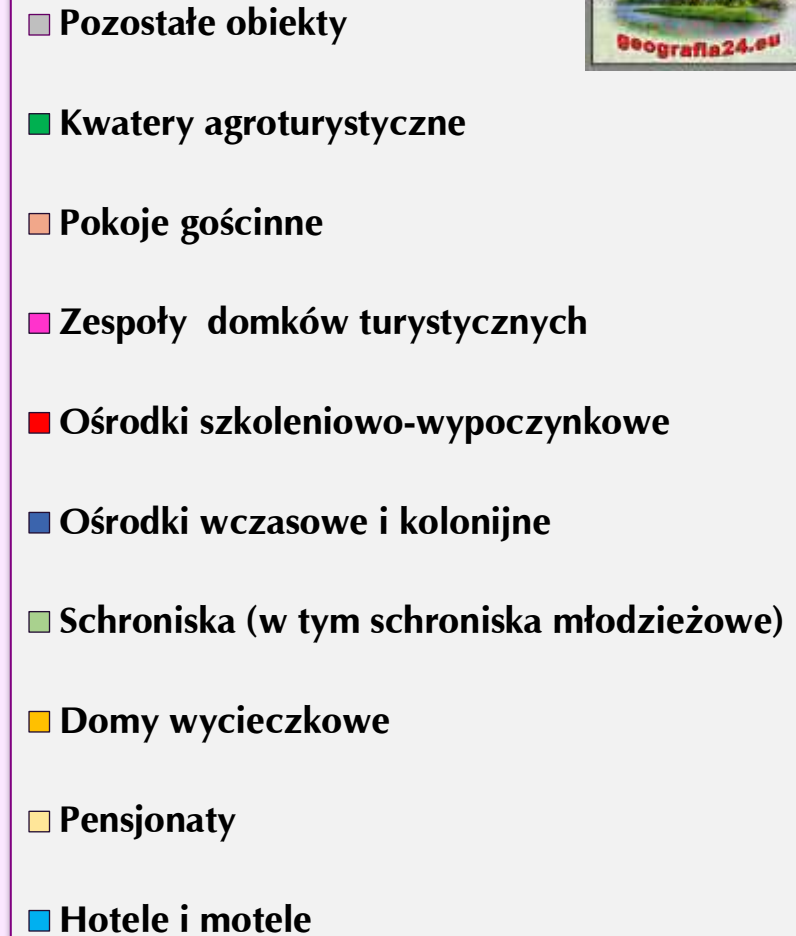 Pozostałe obiekty
geografia24.eu
Kwatery agroturystyczne
Pokoje gościnne
Zespoły domków turystycznych
Ośrodki szkoleniowo-wypoczynkowe
Ośrodki wczasowe i kolonijne
Schroniska (w tym schroniska młodzieżowe)
Domy wycieczkowe
Pensjonaty
Hotele i motele